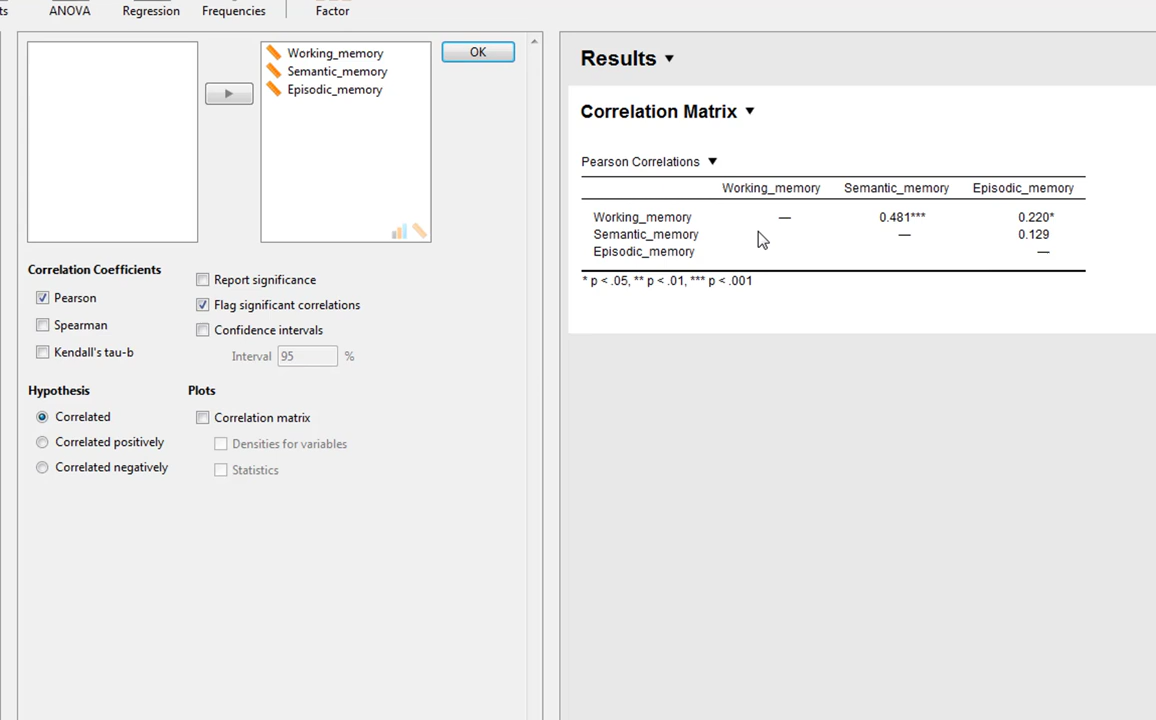 ts ANOVA Regression Frequencies Factor
Working_memory
Semantic_memory
Episodic_memory
OK
Correlation Coefficients
Pearson
Spearman
Kendall's tau-b
Report significance
Flag significant correlations
Confidence intervals
Interval 95 %
Hypothesis
Correlated
Correlated positively
Correlated negatively
Plots
Correlation matrix
Densities for variables
Statistics
Results
Correlation Matrix
Pearson Correlations
Working_memory Semantic_memory Episodic_memory
Working_memory — 0.481*** 0.220*
Semantic_memory — 0.129
Episodic_memory —
* p < .05, ** p < .01, *** p < .001